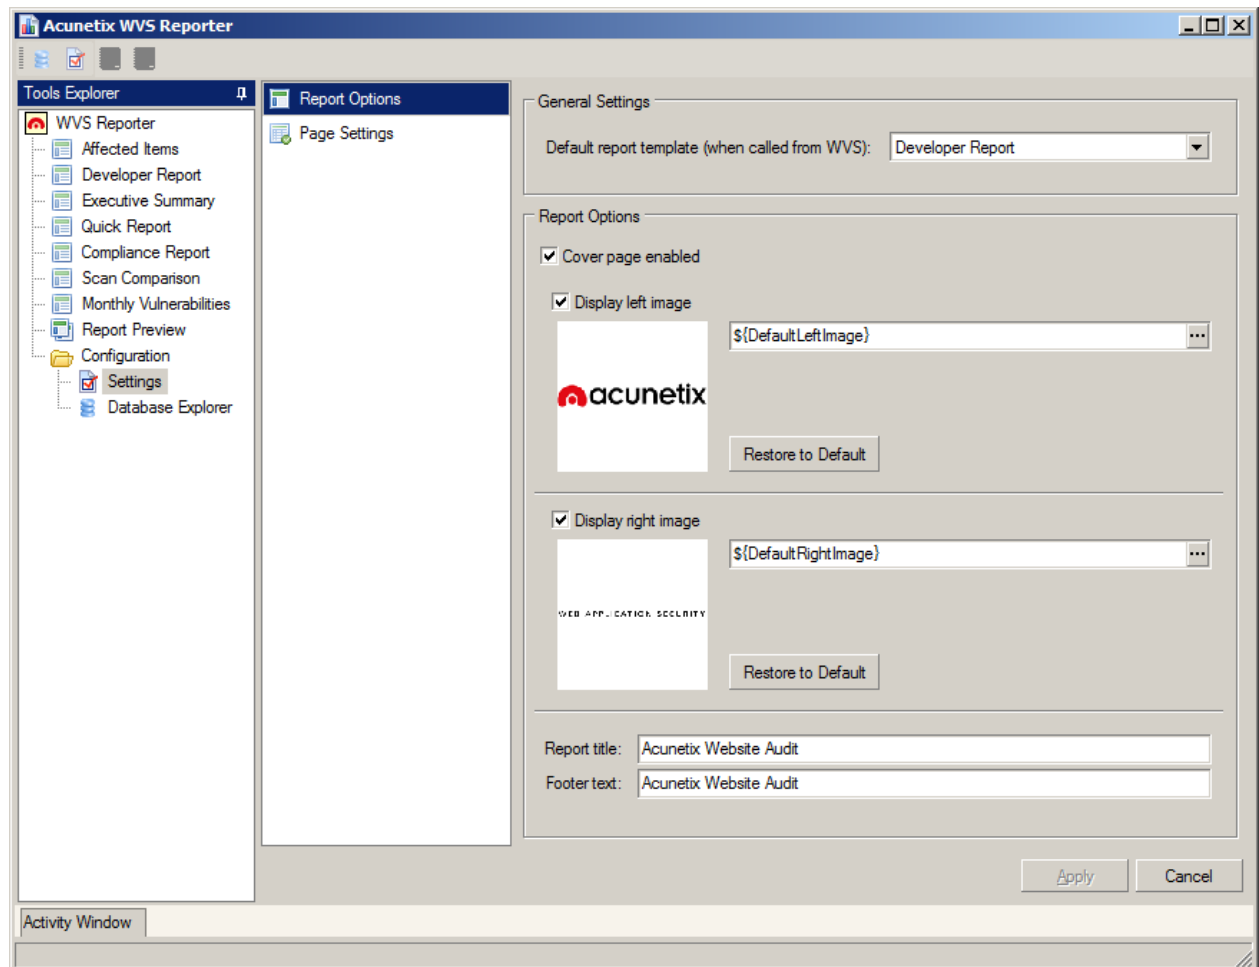 Acunetix WVS Reporter
Tools Explorer
WVS Reporter
Affected Items
Developer Report
Executive Summary
Quick Report
Compliance Report
Scan Comparison
Monthly Vulnerabilities
Report Preview
Configuration
Settings
Database Explorer
Report Options
Page Settings
General Settings
Default report template (when called from WVS): Developer Report
Report Options
Cover page enabled
Display left image
${DefaultLeftImage} ...
acunetix
Restore to Default
Display right image
${DefaultRightImage} ...
WEB APPLICATION SECURITY
Restore to Default
Report title: Acunetix Website Audit
Footer text: Acunetix Website Audit
Apply Cancel
Activity Window